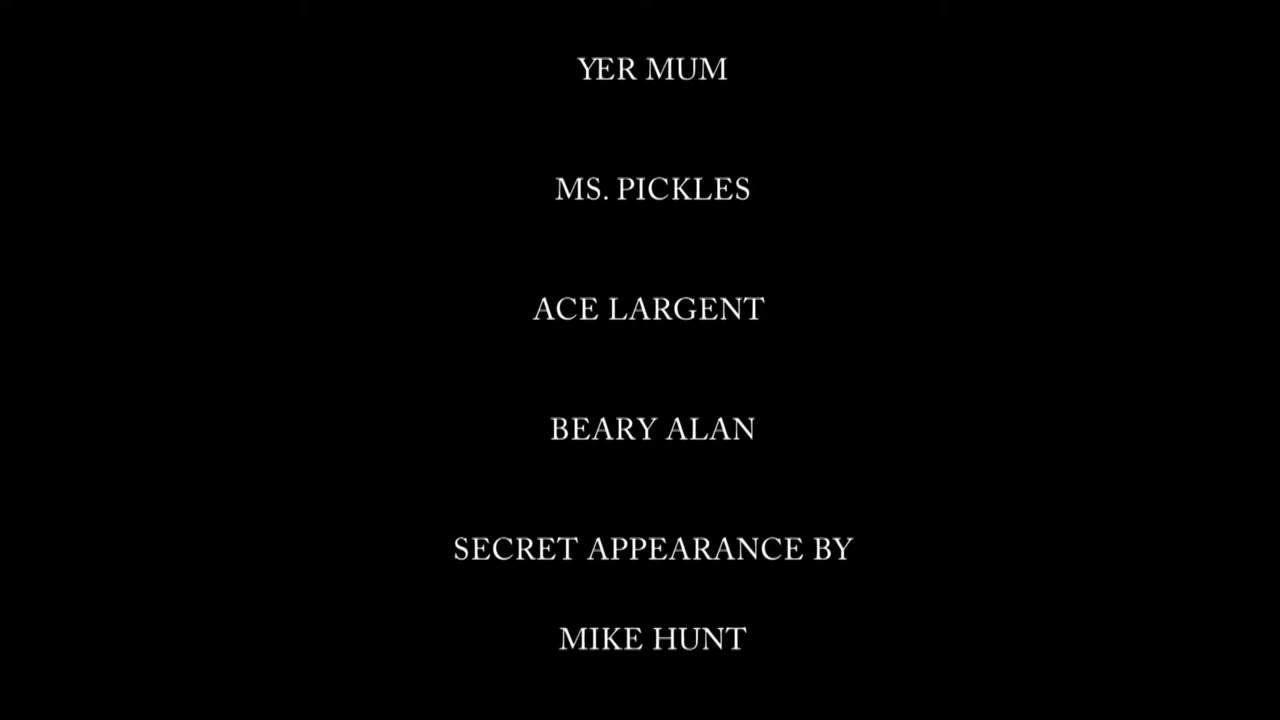 YER MUM
MS. PICKLES
ACE LARGENT
BEARY ALAN
SECRET APPEARANCE BY
MIKE HUNT